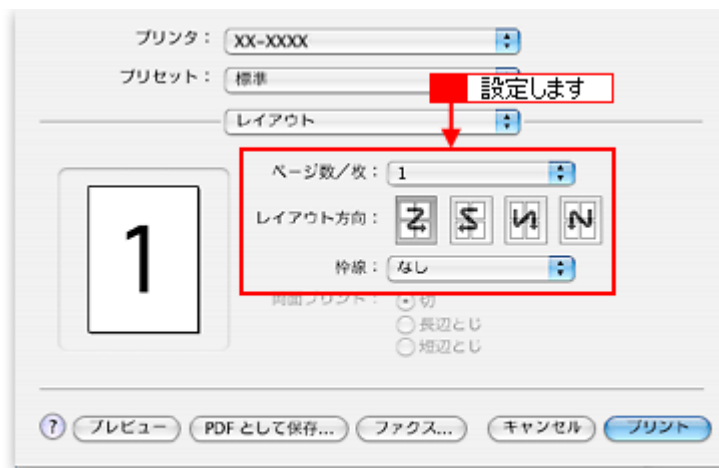 プリンタ： XX-XXXX
プリセット： 標準
設定します
レイアウト
ページ数／枚： 1
レイアウト方向：
枠線： なし
1
両面プリント： 切
長辺とじ
短辺とじ
? プレビュー PDF として保存... ファクス... キャンセル プリント